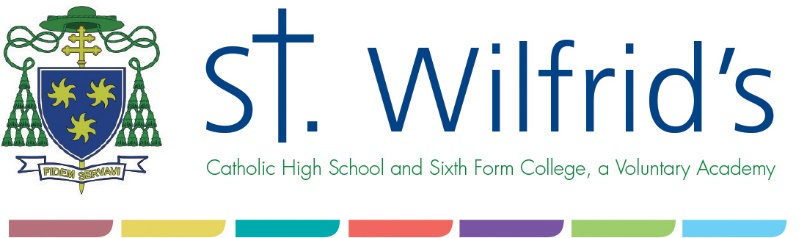 St. Wilfrid's
Catholic High School and Sixth Form College, a Voluntary Academy
FIDEM SERVAVI